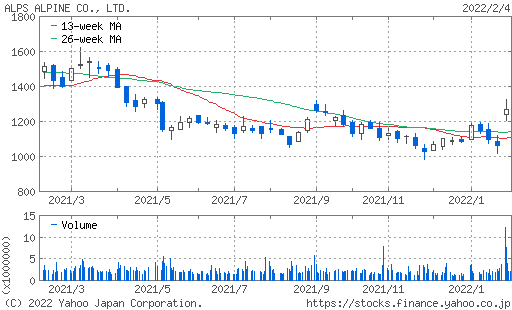 ALPS ALPINE CO., LTD. 2022/2/4
1800
13-week MA
26-week MA
1600
1400
1200
1000
800
2021/3 2021/5 2021/7 2021/9 2021/11 2022/1
15
Volume
10
5
0
(x1000000)
2021/3 2021/5 2021/7 2021/9 2021/11 2022/1
(C) 2022 Yahoo Japan Corporation. https://stocks.finance.yahoo.co.jp/